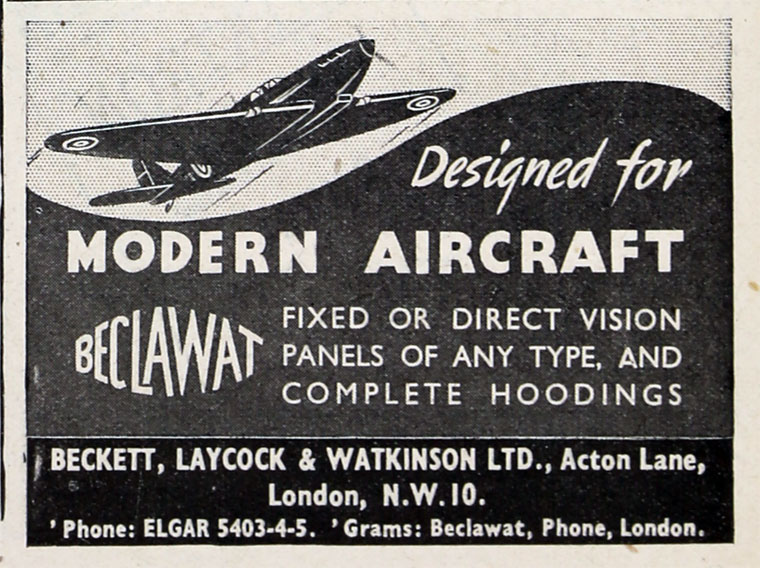 Designed for
MODERN AIRCRAFT
BECLAWAT
FIXED OR DIRECT VISION
PANELS OF ANY TYPE, AND
COMPLETE HOODINGS
BECKETT, LAYCOCK & WATKINSON LTD., Acton Lane,
London, N.W.10.
'Phone: ELGAR 5403-4-5. 'Grams: Beclawat, Phone, London.